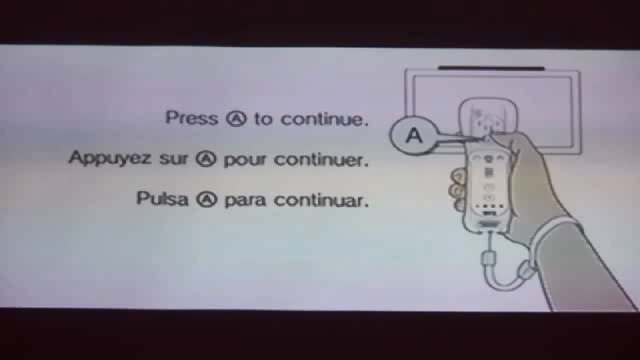 Press Ⓐ to continue.
Appuyez sur Ⓐ pour continuer.
Pulsa Ⓐ para continuar.
A